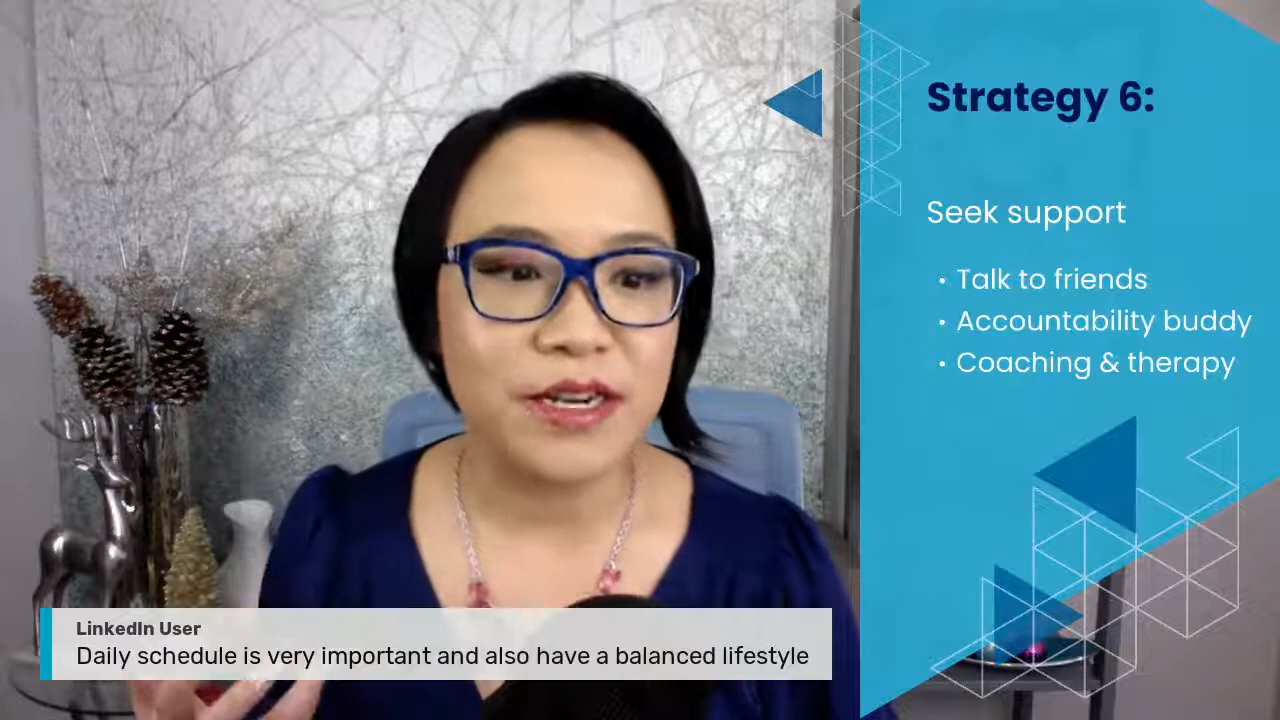 Strategy 6:
Seek support
• Talk to friends
• Accountability buddy
• Coaching & therapy
LinkedIn User
Daily schedule is very important and also have a balanced lifestyle